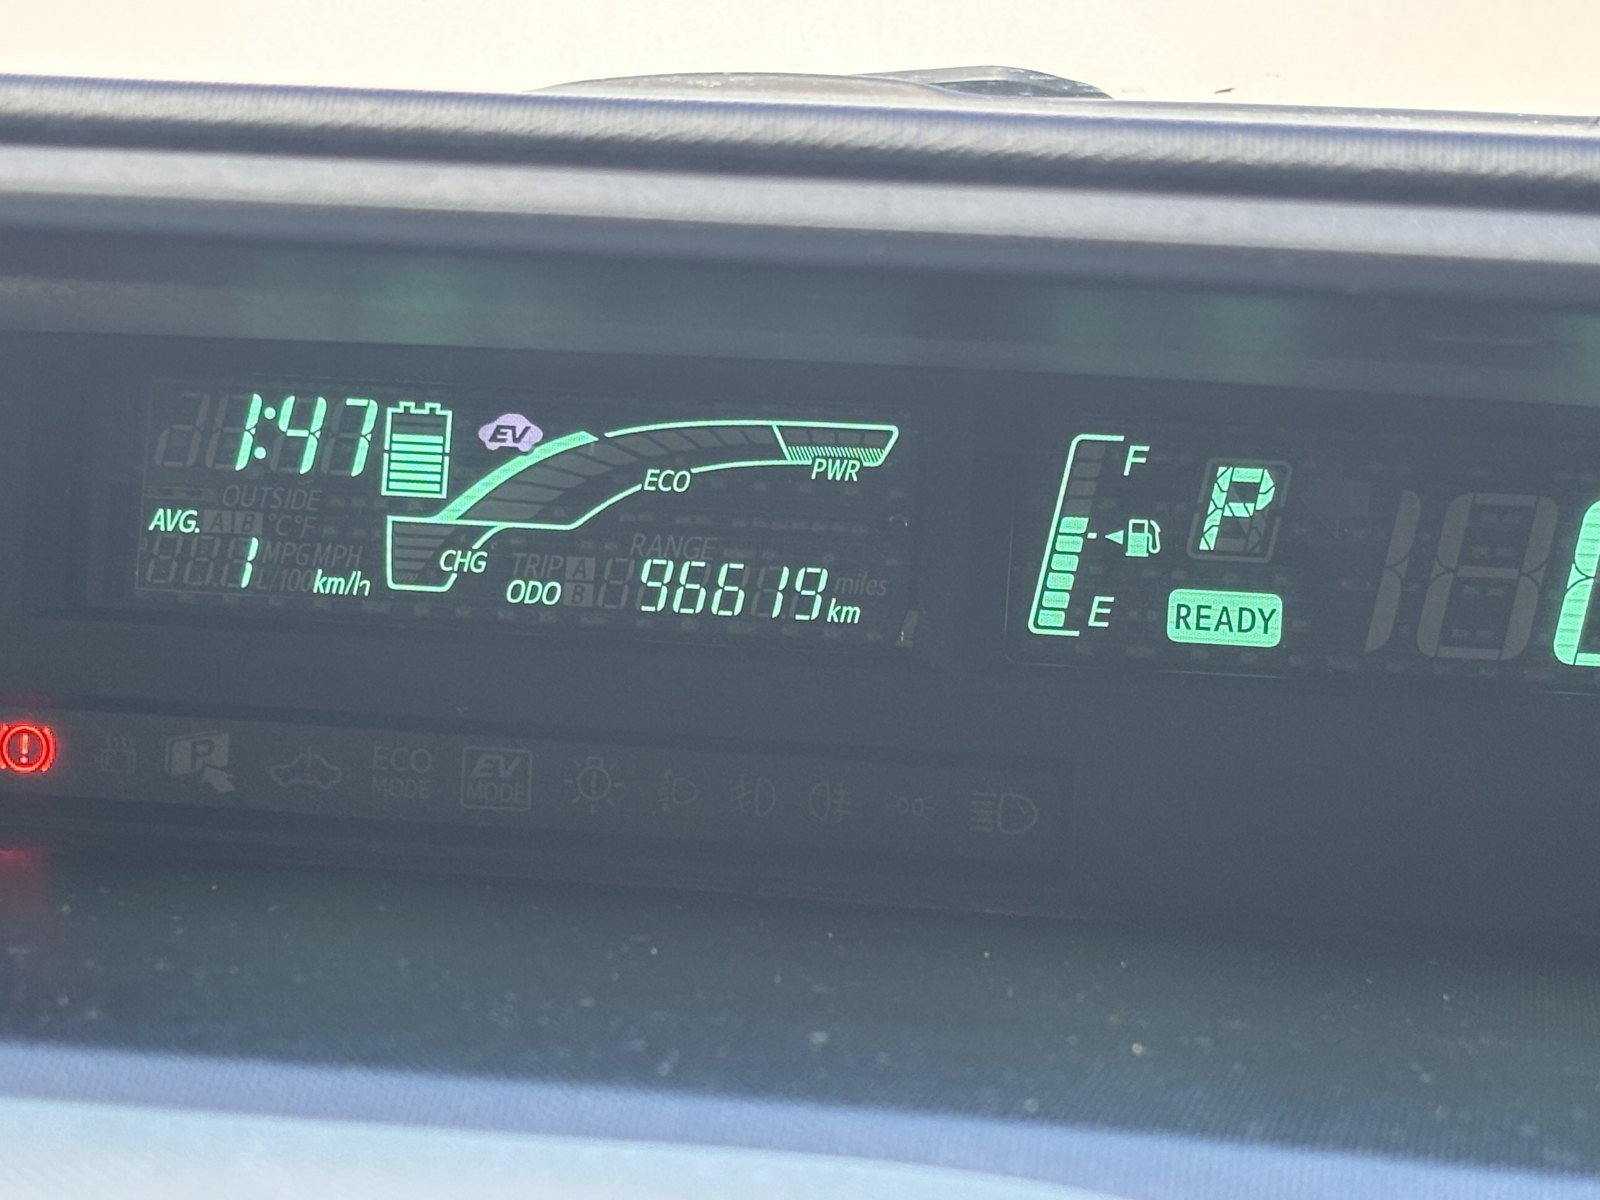 1:47
EV
F
P
ECO
PWR
OUTSIDE
AVG. A B °C°F
CHG
RANGE
MPG MPH
TRIP A
1 L/100 km/h
ODO B 96619 km
miles
E
READY
188
P
ECO
MODE
EV
MODE